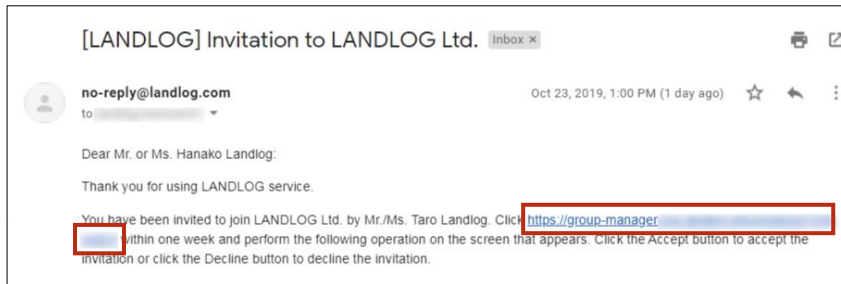 [LANDLOG] Invitation to LANDLOG Ltd. Inbox ×
no-reply@landlog.com Oct 23, 2019, 1:00 PM (1 day ago)
to
Dear Mr. or Ms. Hanako Landlog:
Thank you for using LANDLOG service.
You have been invited to join LANDLOG Ltd. by Mr./Ms. Taro Landlog. Click https://group-manager
within one week and perform the following operation on the screen that appears. Click the Accept button to accept the
invitation or click the Decline button to decline the invitation.